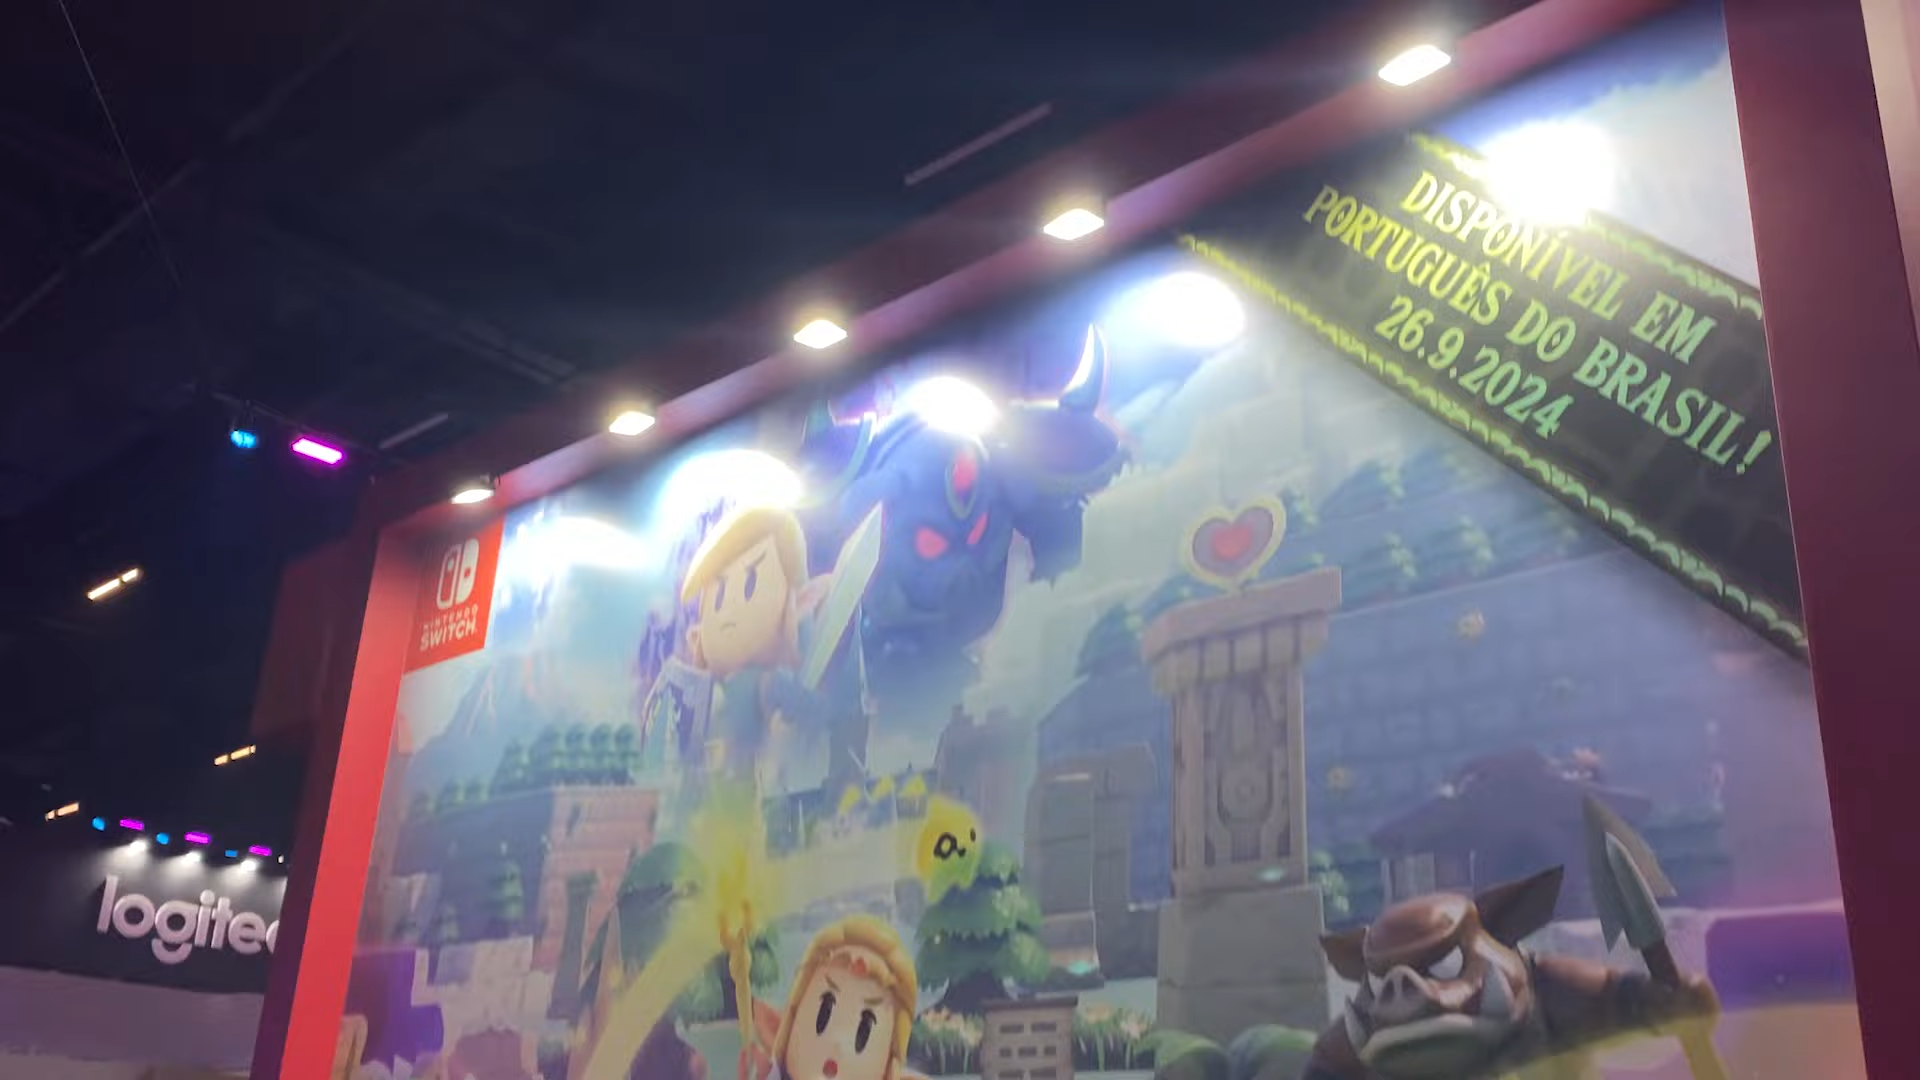 DISPONÍVEL EM
PORTUGUÊS DO BRASIL!
26.9.2024
NINTENDO
SWITCH
logitec